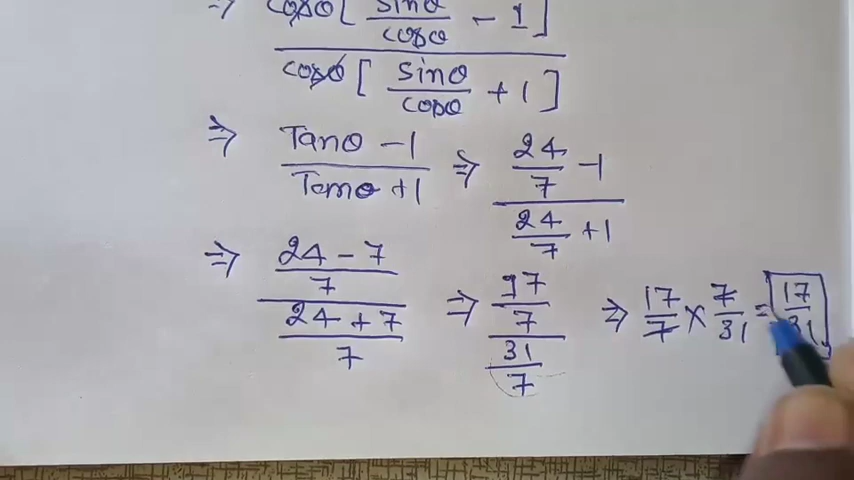 ⇒ cosθ[ sinθ/cosθ - 1 ] / cosθ[ sinθ/cosθ + 1 ]
⇒ Tanθ - 1 / Tanθ + 1 ⇒ 24/7 - 1 / 24/7 + 1
⇒ 24 - 7/7 / 24 + 7/7 ⇒ 17/7 / 31/7 ⇒ 17/7 × 7/31 = 17/31